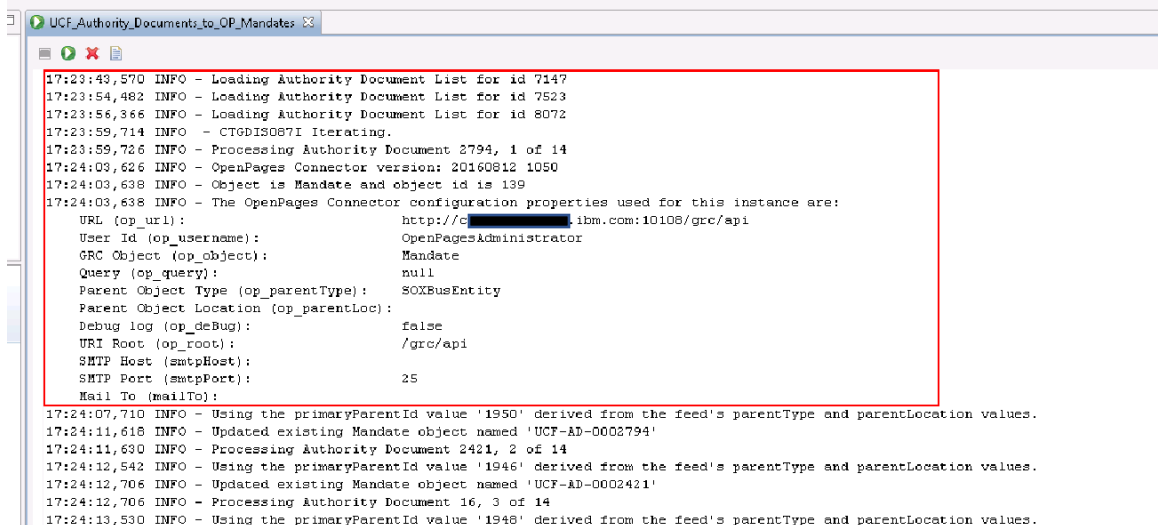 UCF_Authority_Documents_to_OP_Mandates
17:23:43,570 INFO - Loading Authority Document List for id 7147
17:23:54,482 INFO - Loading Authority Document List for id 7523
17:23:56,366 INFO - Loading Authority Document List for id 8072
17:23:59,714 INFO  - CTGDIS087I Iterating.
17:23:59,726 INFO - Processing Authority Document 2794, 1 of 14
17:24:03,626 INFO - OpenPages Connector version: 20160812 1050
17:24:03,638 INFO - Object is Mandate and object id is 139
17:24:03,638 INFO - The OpenPages Connector configuration properties used for this instance are:
URL (op_url): http://c .ibm.com:10108/grc/api
User Id (op_username): OpenPagesAdministrator
GRC Object (op_object): Mandate
Query (op_query): null
Parent Object Type (op_parentType): SOXBusEntity
Parent Object Location (op_parentLoc):
Debug log (op_deBug): false
URI Root (op_root): /grc/api
SMTP Host (smtpHost):
SMTP Port (smtpPort): 25
Mail To (mailTo):
17:24:07,710 INFO - Using the primaryParentId value '1950' derived from the feed's parentType and parentLocation values.
17:24:11,618 INFO - Updated existing Mandate object named 'UCF-AD-0002794'
17:24:11,630 INFO - Processing Authority Document 2421, 2 of 14
17:24:12,542 INFO - Using the primaryParentId value '1946' derived from the feed's parentType and parentLocation values.
17:24:12,706 INFO - Updated existing Mandate object named 'UCF-AD-0002421'
17:24:12,706 INFO - Processing Authority Document 16, 3 of 14
17:24:13,530 INFO - Using the primaryParentId value '1948' derived from the feed's parentType and parentLocation values.